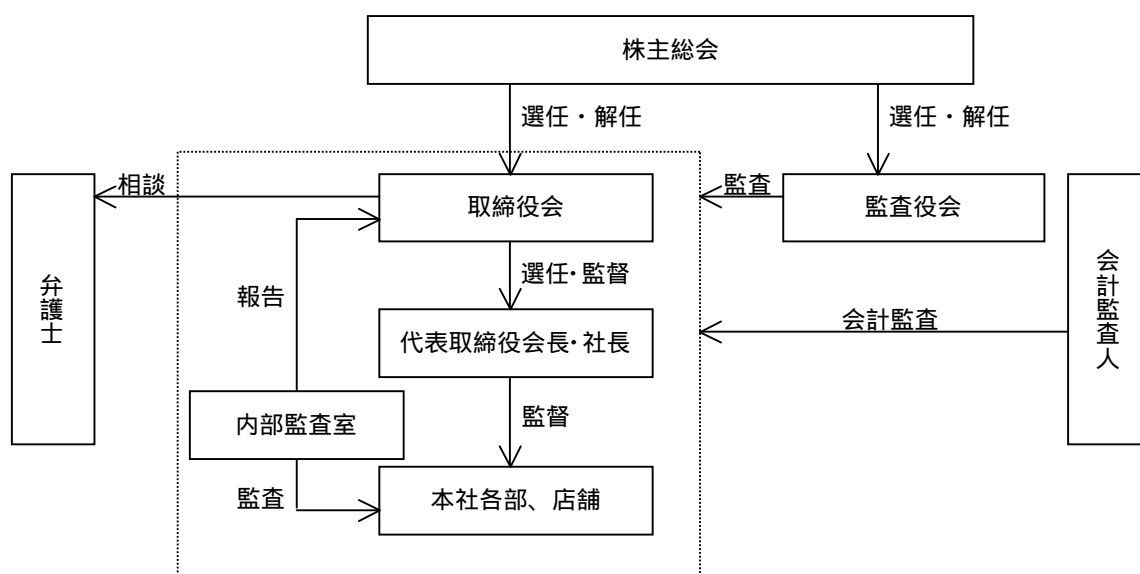 株主総会
選任・解任
選任・解任
相談
取締役会
監査
監査役会
弁護士
報告
選任・監督
会計監査
会計監査人
代表取締役会長・社長
内部監査室
監督
監査
本社各部、店舗